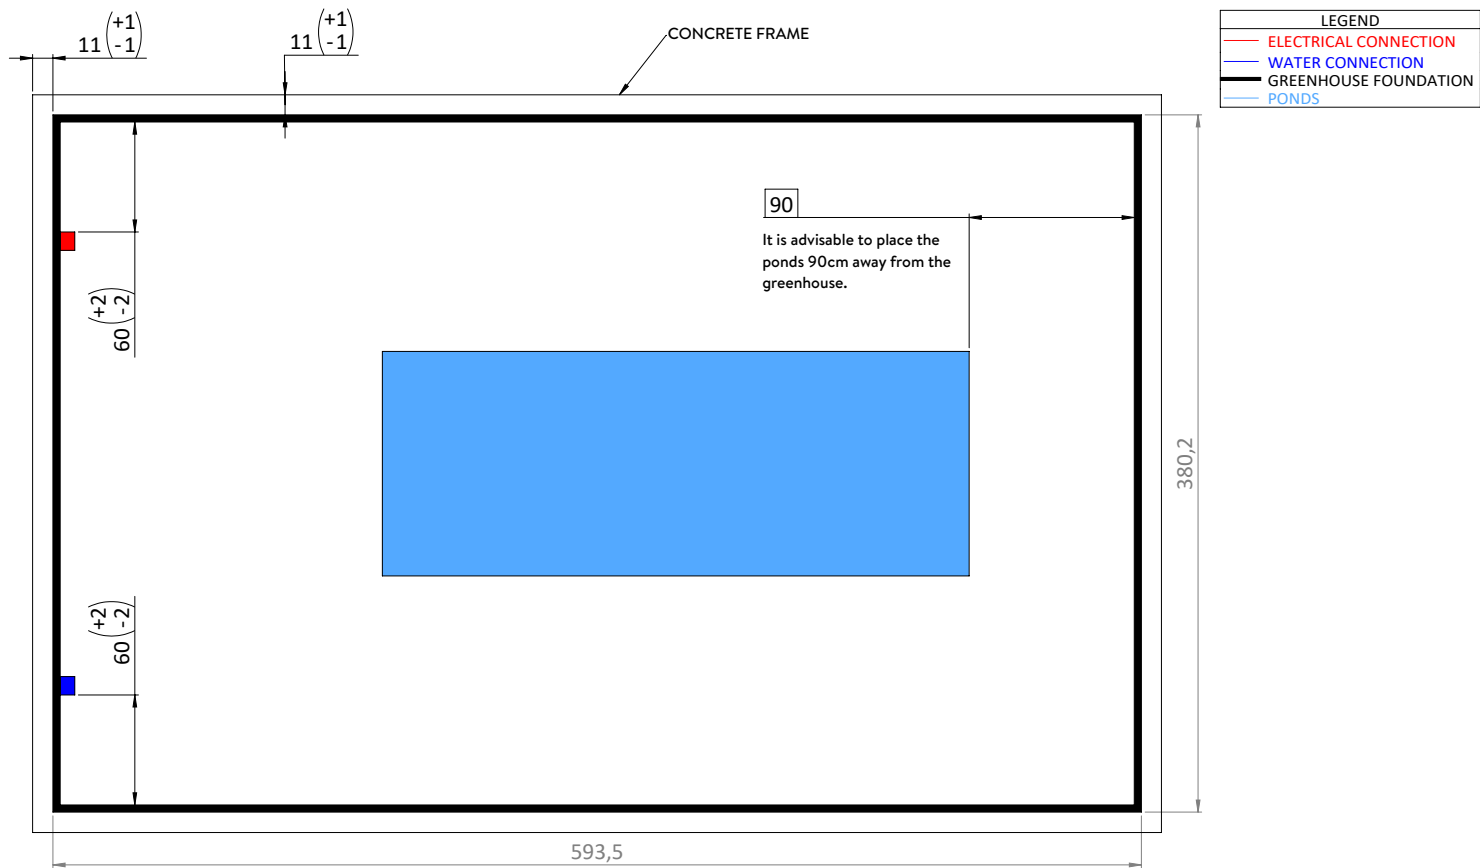 11 (+1 -1)
11 (+1 -1)
CONCRETE FRAME
LEGEND
ELECTRICAL CONNECTION
WATER CONNECTION
GREENHOUSE FOUNDATION
PONDS
90
It is advisable to place the
ponds 90cm away from the
greenhouse.
60 (+2 -2)
380,2
60 (+2 -2)
593,5